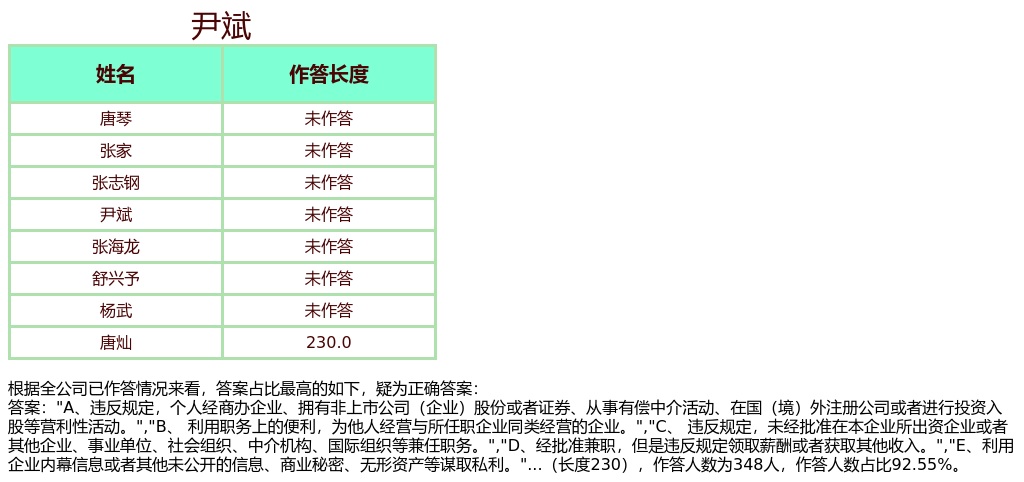 尹斌
姓名 作答长度
唐琴 未作答
张家 未作答
张志钢 未作答
尹斌 未作答
张海龙 未作答
舒兴予 未作答
杨武 未作答
唐灿 230.0
根据全公司已作答情况来看，答案占比最高的如下，疑为正确答案：
答案："A、违反规定，个人经商办企业、拥有非上市公司（企业）股份或者证券、从事有偿中介活动、在国（境）外注册公司或者进行投资入
股等营利性活动。","B、 利用职务上的便利，为他人经营与所任职企业同类经营的企业。","C、 违反规定，未经批准在本企业所出资企业或者
其他企业、事业单位、社会组织、中介机构、国际组织等兼任职务。","D、经批准兼职，但是违反规定领取薪酬或者获取其他收入。","E、利用
企业内幕信息或者其他未公开的信息、商业秘密、无形资产等谋取私利。"...（长度230），作答人数为348人，作答人数占比92.55%。